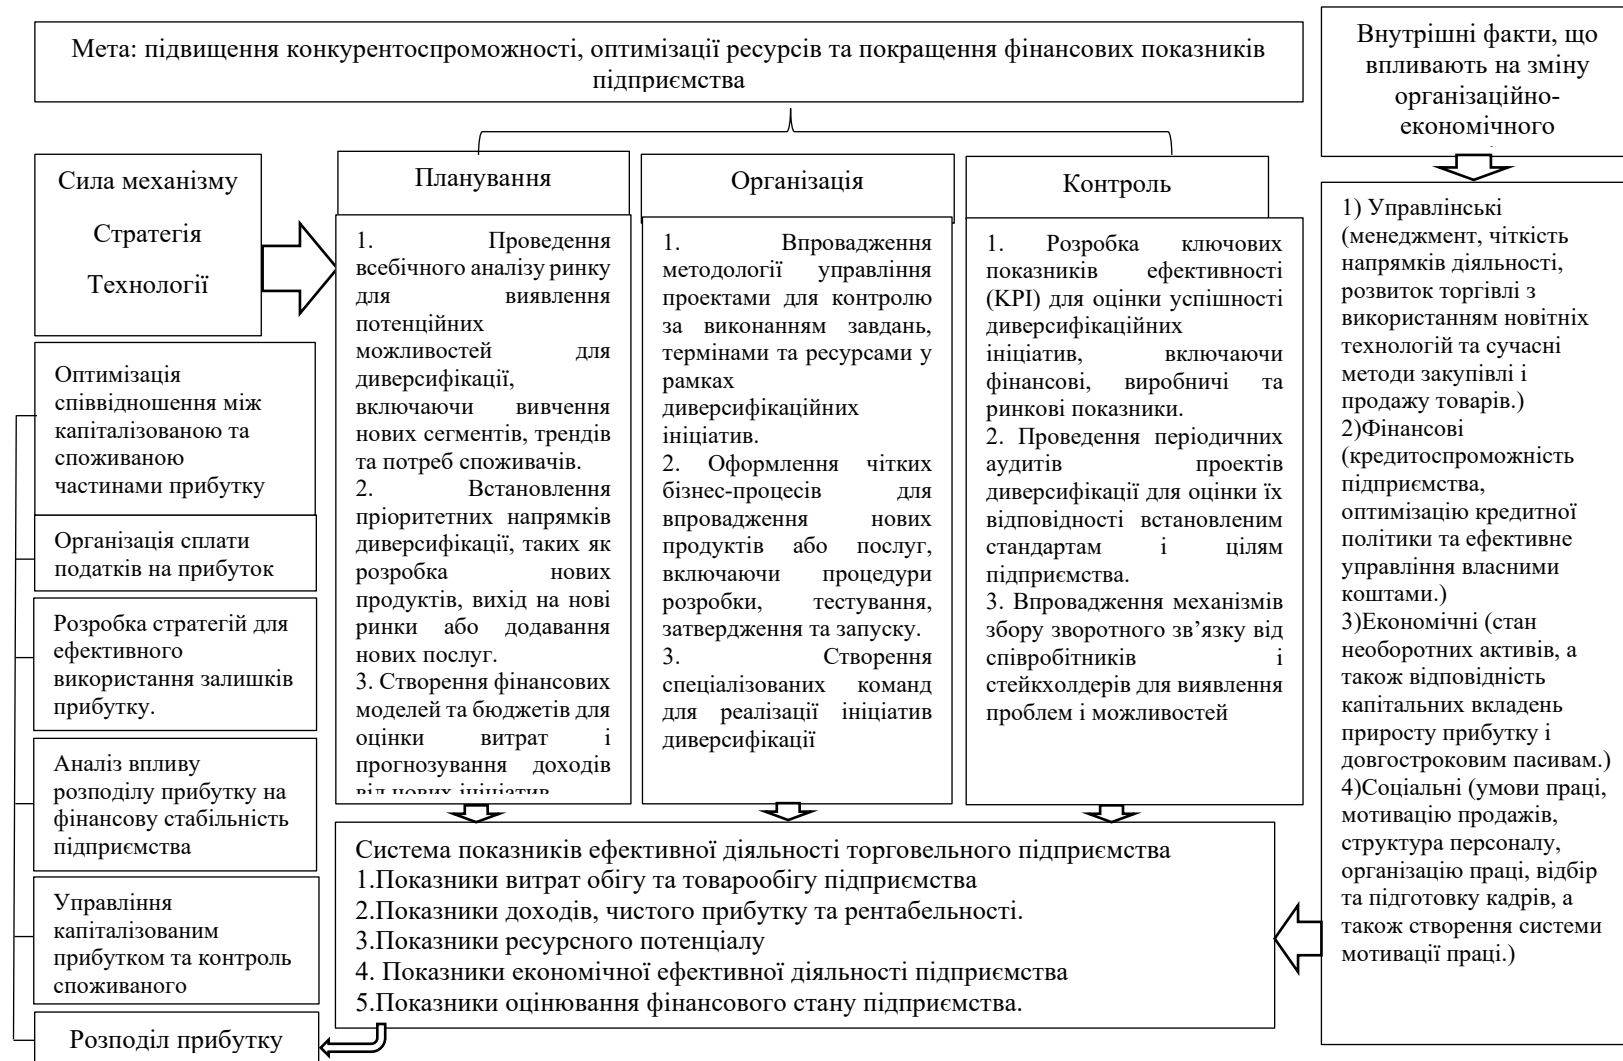 Мета: підвищення конкурентоспроможності, оптимізації ресурсів та покращення фінансових показників
підприємства
Внутрішні факти, що
впливають на зміну
організаційно-
економічного
Сила механізму
Стратегія
Технології
Планування
Організація
Контроль
1. Проведення
всебічного аналізу ринку
для виявлення
потенційних
можливостей для
диверсифікації,
включаючи вивчення
нових сегментів, трендів
та потреб споживачів.
2. Встановлення
пріоритетних напрямків
диверсифікації, таких як
розробка нових
продуктів, вихід на нові
ринки або додавання
нових послуг.
3. Створення фінансових
моделей та бюджетів для
оцінки витрат і
прогнозування доходів
від нових ініціатив
1. Впровадження
методології управління
проектами для контролю
за виконанням завдань,
термінами та ресурсами у
рамках
диверсифікаційних
ініціатив.
2. Оформлення чітких
бізнес-процесів для
впровадження нових
продуктів або послуг,
включаючи процедури
розробки, тестування,
затвердження та запуску.
3. Створення
спеціалізованих команд
для реалізації ініціатив
диверсифікації
1. Розробка ключових
показників ефективності
(KPI) для оцінки успішності
диверсифікаційних
ініціатив, включаючи
фінансові, виробничі та
ринкові показники.
2. Проведення періодичних
аудитів проектів
диверсифікації для оцінки їх
відповідності встановленим
стандартам і цілям
підприємства.
3. Впровадження механізмів
збору зворотного зв’язку від
співробітників і
стейкхолдерів для виявлення
проблем і можливостей
1) Управлінські
(менеджмент, чіткість
напрямків діяльності,
розвиток торгівлі з
використанням новітніх
технологій та сучасні
методи закупівлі і
продажу товарів.)
2)Фінансові
(кредитоспроможність
підприємства,
оптимізацію кредитної
політики та ефективне
управління власними
коштами.)
3)Економічні (стан
необоротних активів, а
також відповідність
капітальних вкладень
приросту прибутку і
довгостроковим пасивам.)
4)Соціальні (умови праці,
мотивацію продажів,
структура персоналу,
організацію праці, відбір
та підготовку кадрів, а
також створення системи
мотивації праці.)
Оптимізація
співвідношення між
капіталізованою та
споживаною
частинами прибутку
Організація сплати
податків на прибуток
Розробка стратегій для
ефективного
використання залишків
прибутку.
Аналіз впливу
розподілу прибутку на
фінансову стабільність
підприємства
Управління
капіталізованим
прибутком та контроль
споживаного
Розподіл прибутку
Система показників ефективної діяльності торговельного підприємства
1.Показники витрат обігу та товарообігу підприємства
2.Показники доходів, чистого прибутку та рентабельності.
3.Показники ресурсного потенціалу
4. Показники економічної ефективної діяльності підприємства
5.Показники оцінювання фінансового стану підприємства.